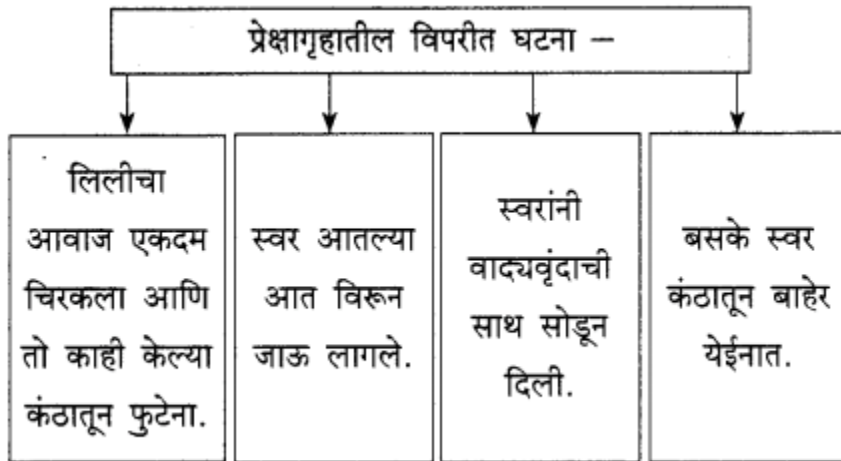 प्रेक्षागृहातील विपरीत घटना –
लिलीचा
आवाज एकदम
चिरकला आणि
तो काही केल्या
कंठातून फुटेना.
स्वर आतल्या
आत विरून
जाऊ लागले.
स्वरांनी
वाद्यवृंदाची
साथ सोडून
दिली.
बसके स्वर
कंठातून बाहेर
येईनात.